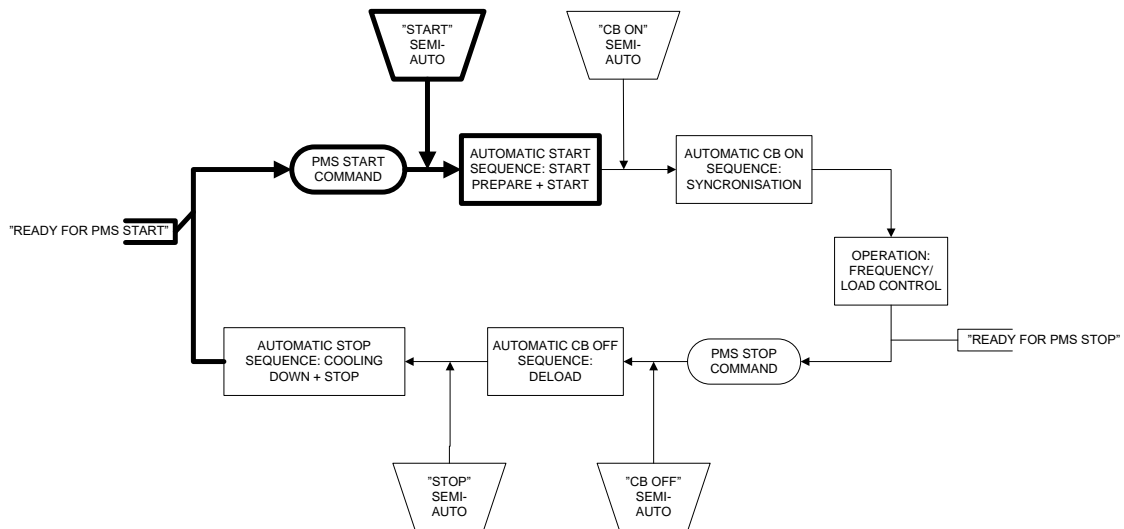 ”START”
SEMI-
AUTO
”CB ON”
SEMI-
AUTO
PMS START
COMMAND
AUTOMATIC START
SEQUENCE: START
PREPARE + START
AUTOMATIC CB ON
SEQUENCE:
SYNCRONISATION
”READY FOR PMS START”
OPERATION:
FREQUENCY/
LOAD CONTROL
”READY FOR PMS STOP”
AUTOMATIC STOP
SEQUENCE: COOLING
DOWN + STOP
AUTOMATIC CB OFF
SEQUENCE:
DELOAD
PMS STOP
COMMAND
”STOP”
SEMI-
AUTO
”CB OFF”
SEMI-
AUTO